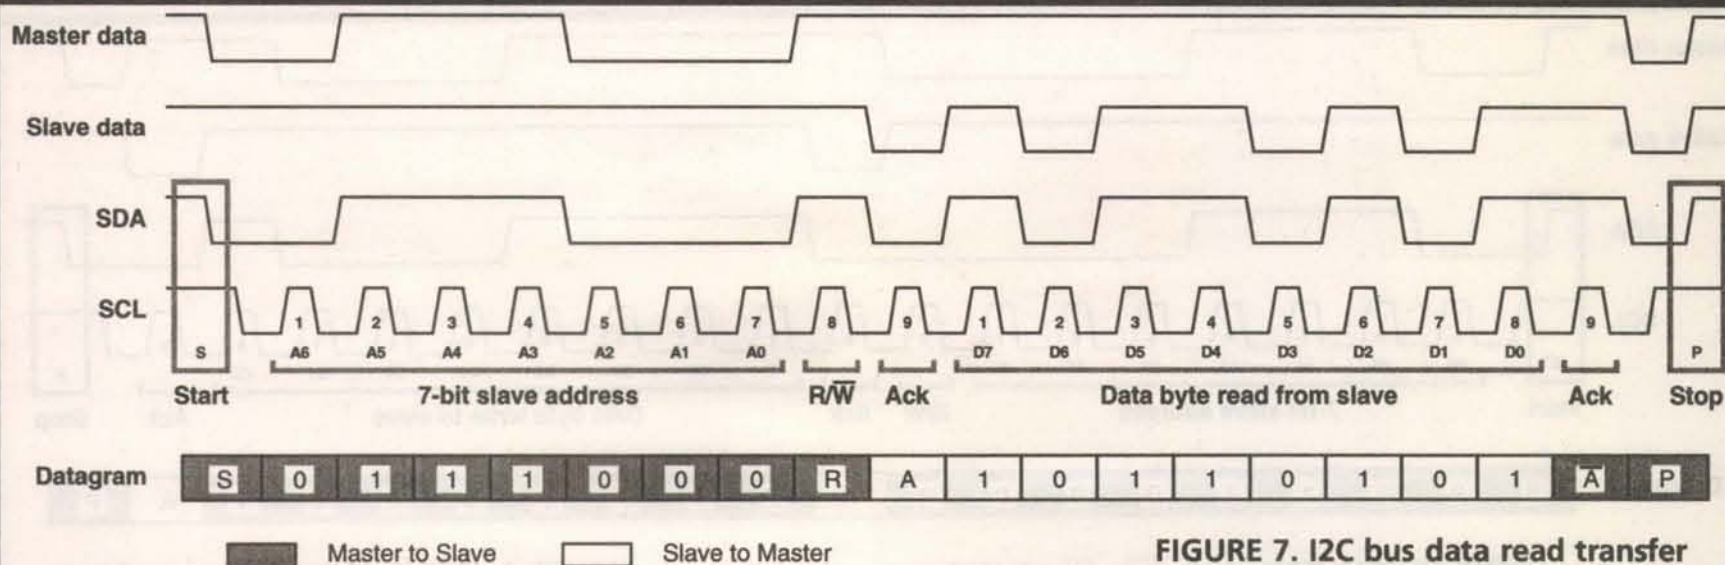 Master data
Slave data
SDA
SCL
1 2 3 4 5 6 7 8 9 1 2 3 4 5 6 7 8 9
S A6 A5 A4 A3 A2 A1 A0 D7 D6 D5 D4 D3 D2 D1 D0 P
Start 7-bit slave address R/W̅ Ack Data byte read from slave Ack Stop
Datagram S 0 1 1 1 0 0 0 R A 1 0 1 1 0 1 0 1 A̅ P
Master to Slave Slave to Master
FIGURE 7. I2C bus data read transfer